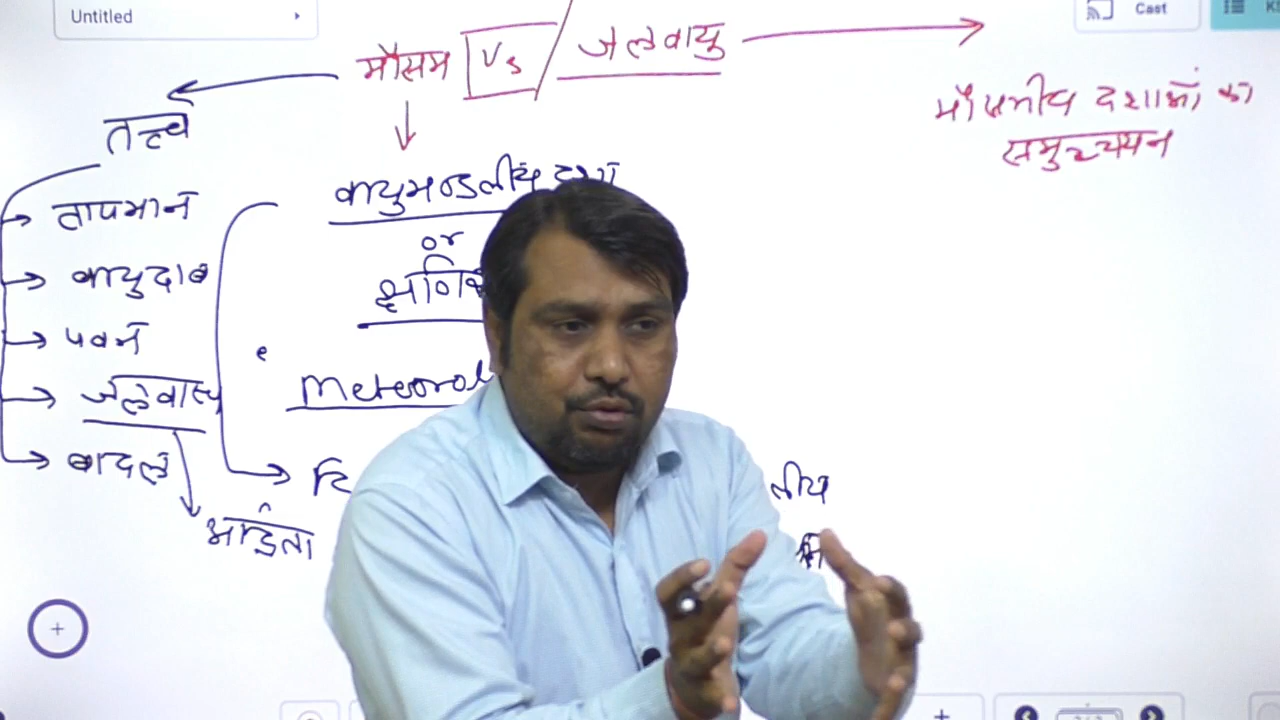 Untitled
Cast
मौसम Vs / जलवायु
मौसमीय दशाओं का
समुच्चयन
तत्त्व
तापमान
वायुदाब
पवन
जलवाष्प
बादल
आर्द्रता
वायुमण्डलीय दशा
or